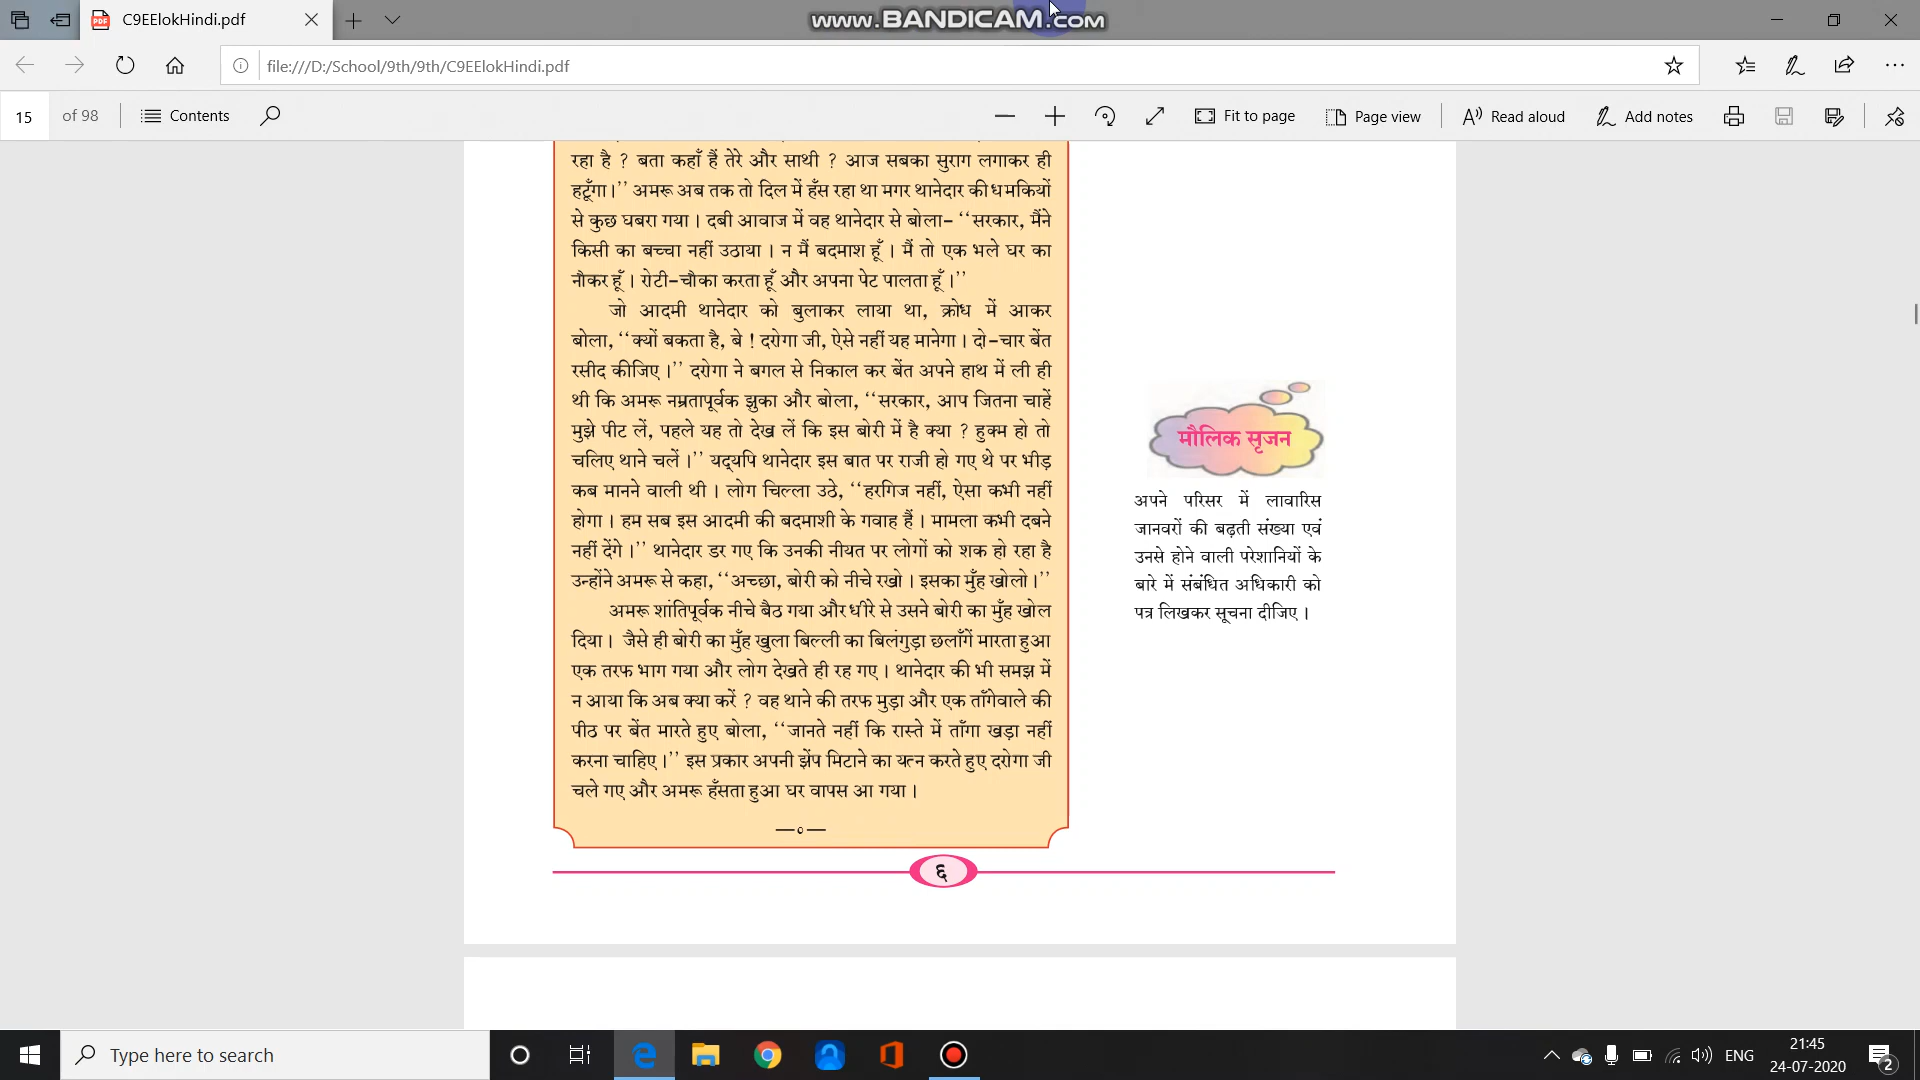 C9EElokHindi.pdf
www.BANDICAM.com
file:///D:/School/9th/9th/C9EElokHindi.pdf
15 of 98
Contents
Fit to page
Page view
Read aloud
Add notes
रहा है ? बता कहाँ हैं तेरे और साथी ? आज सबका सुराग लगाकर ही
हटूँगा ।’’ अमरू अब तक तो दिल में हँस रहा था मगर थानेदार की धमकियों
से कुछ घबरा गया । दबी आवाज में वह थानेदार से बोला- ‘‘सरकार, मैंने
किसी का बच्चा नहीं उठाया । न मैं बदमाश हूँ । मैं तो एक भले घर का
नौकर हूँ । रोटी-चौका करता हूँ और अपना पेट पालता हूँ ।’’
जो आदमी थानेदार को बुलाकर लाया था, क्रोध में आकर
बोला, ‘‘क्यों बकता है, बे ! दरोगा जी, ऐसे नहीं यह मानेगा । दो-चार बेंत
रसीद कीजिए ।’’ दरोगा ने बगल से निकाल कर बेंत अपने हाथ में ली ही
थी कि अमरू नम्रतापूर्वक झुका और बोला, ‘‘सरकार, आप जितना चाहें
मुझे पीट लें, पहले यह तो देख लें कि इस बोरी में है क्या ? हुक्म हो तो
चलिए थाने चलें ।’’ यद्यपि थानेदार इस बात पर राजी हो गए थे पर भीड़
कब मानने वाली थी । लोग चिल्ला उठे, ‘‘हरगिज नहीं, ऐसा कभी नहीं
होगा । हम सब इस आदमी की बदमाशी के गवाह हैं । मामला कभी दबने
नहीं देंगे ।’’ थानेदार डर गए कि उनकी नीयत पर लोगों को शक हो रहा है
उन्होंने अमरू से कहा, ‘‘अच्छा, बोरी को नीचे रखो । इसका मुँह खोलो ।’’
अमरू शांतिपूर्वक नीचे बैठ गया और धीरे से उसने बोरी का मुँह खोल
दिया । जैसे ही बोरी का मुँह खुला बिल्ली का बिलंगुड़ा छलाँगें मारता हुआ
एक तरफ भाग गया और लोग देखते ही रह गए । थानेदार की भी समझ में
न आया कि अब क्या करें ? वह थाने की तरफ मुड़ा और एक ताँगेवाले की
पीठ पर बेंत मारते हुए बोला, ‘‘जानते नहीं कि रास्ते में ताँगा खड़ा नहीं
करना चाहिए ।’’ इस प्रकार अपनी झेंप मिटाने का यत्न करते हुए दरोगा जी
चले गए और अमरू हँसता हुआ घर वापस आ गया ।
—०—
मौलिक सृजन
अपने परिसर में लावारिस
जानवरों की बढ़ती संख्या एवं
उनसे होने वाली परेशानियों के
बारे में संबंधित अधिकारी को
पत्र लिखकर सूचना दीजिए ।
६
Type here to search
ENG
21:45
24-07-2020
2